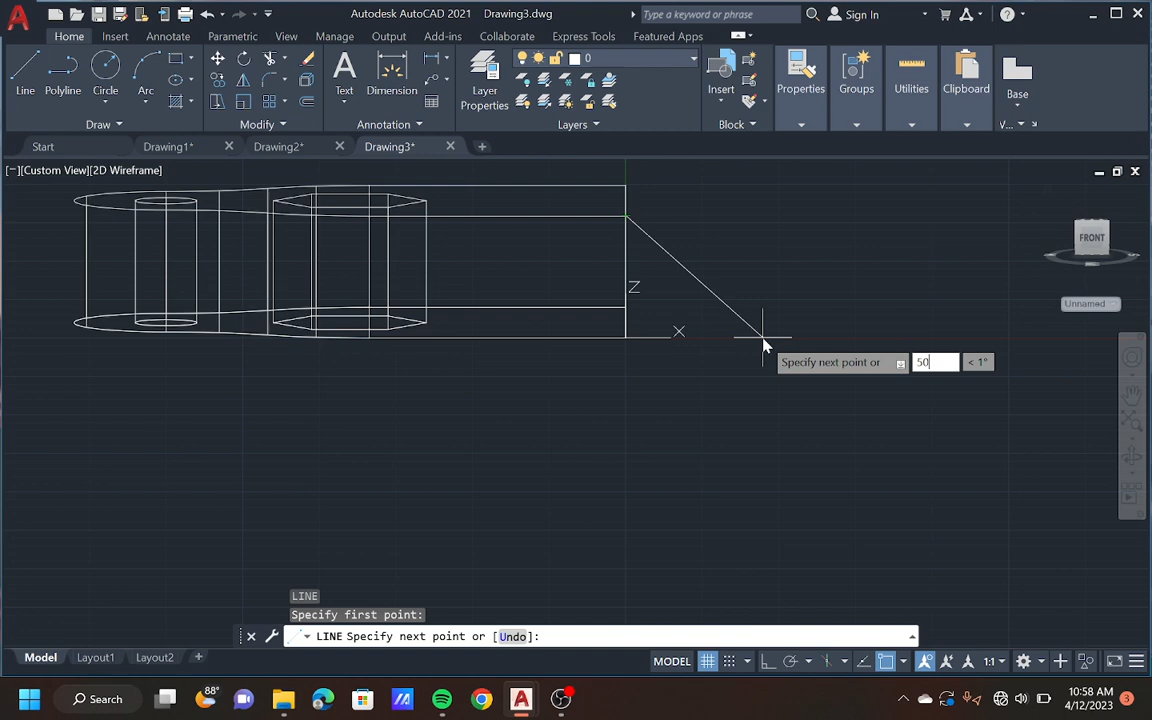 Autodesk AutoCAD 2021 Drawing3.dwg
Type a keyword or phrase
Sign In
Home Insert Annotate Parametric View Manage Output Add-ins Collaborate Express Tools Featured Apps
0
Line Polyline Circle Arc Text Dimension Layer Properties Insert Properties Groups Utilities Clipboard Base
Draw Modify Annotation Layers Block V...
Start Drawing1* Drawing2* Drawing3*
[−][Custom View][2D Wireframe]
FRONT
Unnamed
Z
X
Specify next point or 50 < 1°
LINE
Specify first point:
LINE Specify next point or [Undo]:
Model Layout1 Layout2
MODEL 1:1
88°
Search
10:58 AM
4/12/2023
3